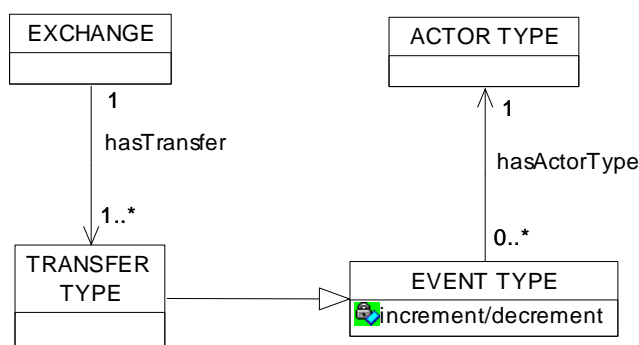 EXCHANGE
ACTOR TYPE
1
1
hasTransfer
hasActorType
1..*
0..*
TRANSFER
TYPE
EVENT TYPE
increment/decrement